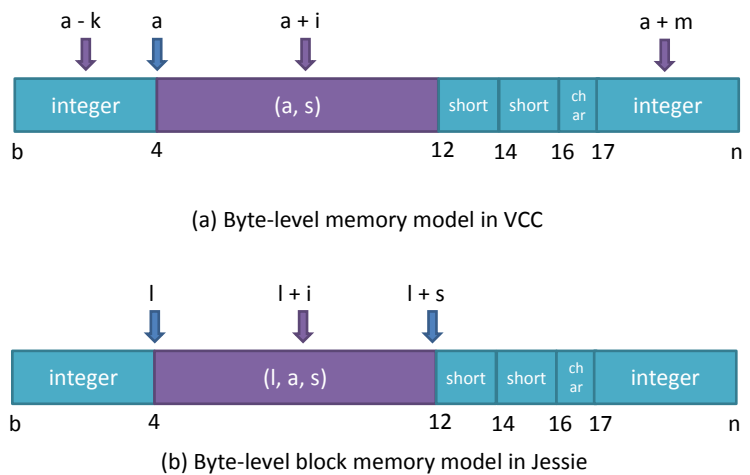 a - k a a + i a + m
integer (a, s) short short ch ar integer
b 4 12 14 16 17 n
(a) Byte-level memory model in VCC
l l + i l + s
integer (l, a, s) short short ch ar integer
b 4 12 14 16 17 n
(b) Byte-level block memory model in Jessie